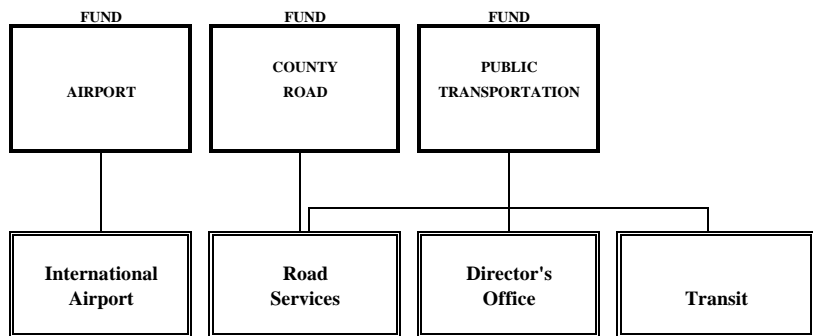 FUND
FUND
FUND
AIRPORT
COUNTY
ROAD
PUBLIC
TRANSPORTATION
International
Airport
Road
Services
Director's
Office
Transit